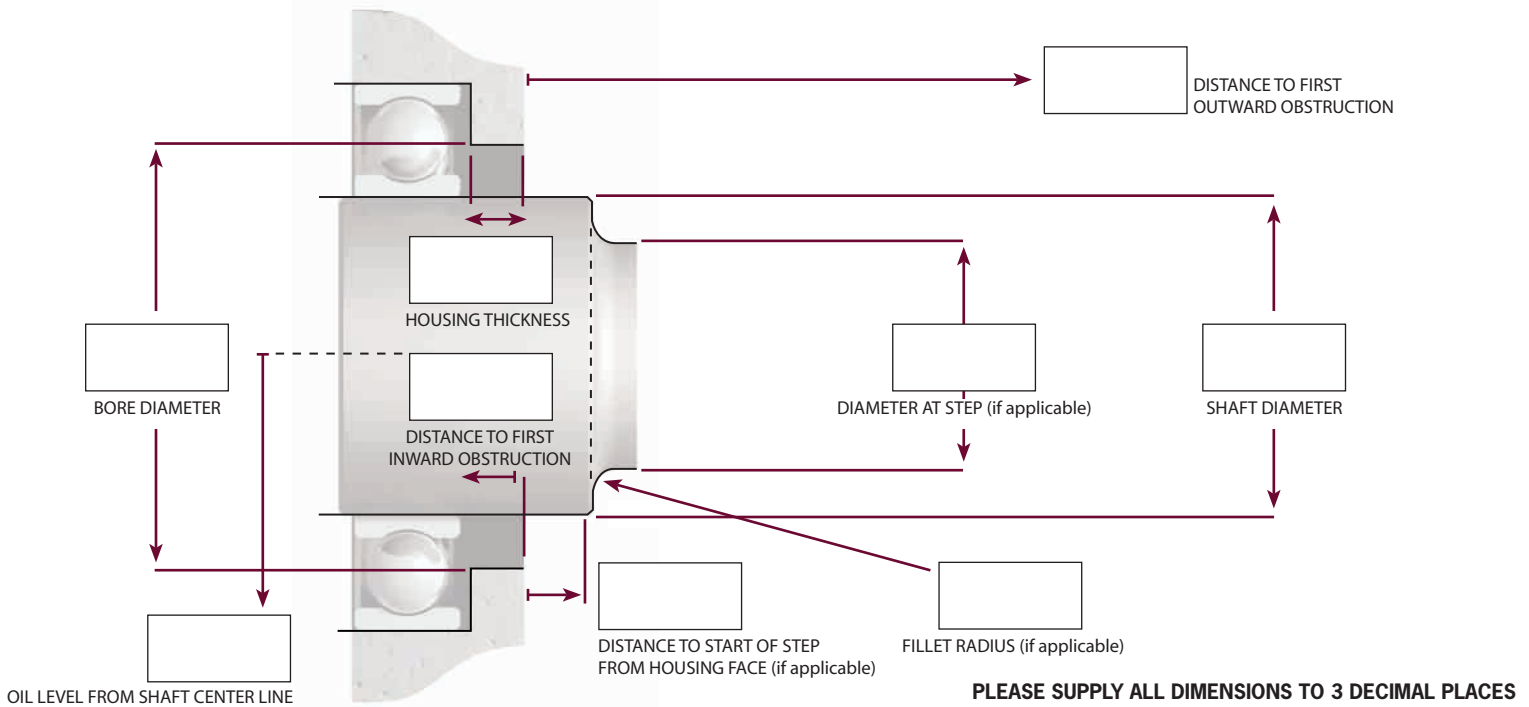 DISTANCE TO FIRST
OUTWARD OBSTRUCTION
HOUSING THICKNESS
BORE DIAMETER
DISTANCE TO FIRST
INWARD OBSTRUCTION
DIAMETER AT STEP (if applicable)
SHAFT DIAMETER
OIL LEVEL FROM SHAFT CENTER LINE
DISTANCE TO START OF STEP
FROM HOUSING FACE (if applicable)
FILLET RADIUS (if applicable)
PLEASE SUPPLY ALL DIMENSIONS TO 3 DECIMAL PLACES